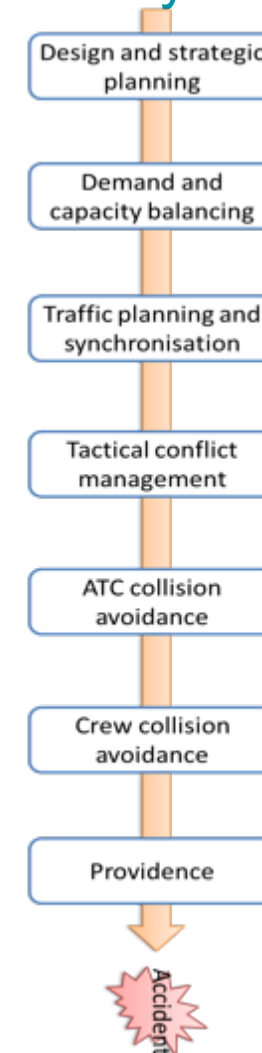 y
Design and strategic
planning
Demand and
capacity balancing
Traffic planning and
synchronisation
Tactical conflict
management
ATC collision
avoidance
Crew collision
avoidance
Providence
Accident